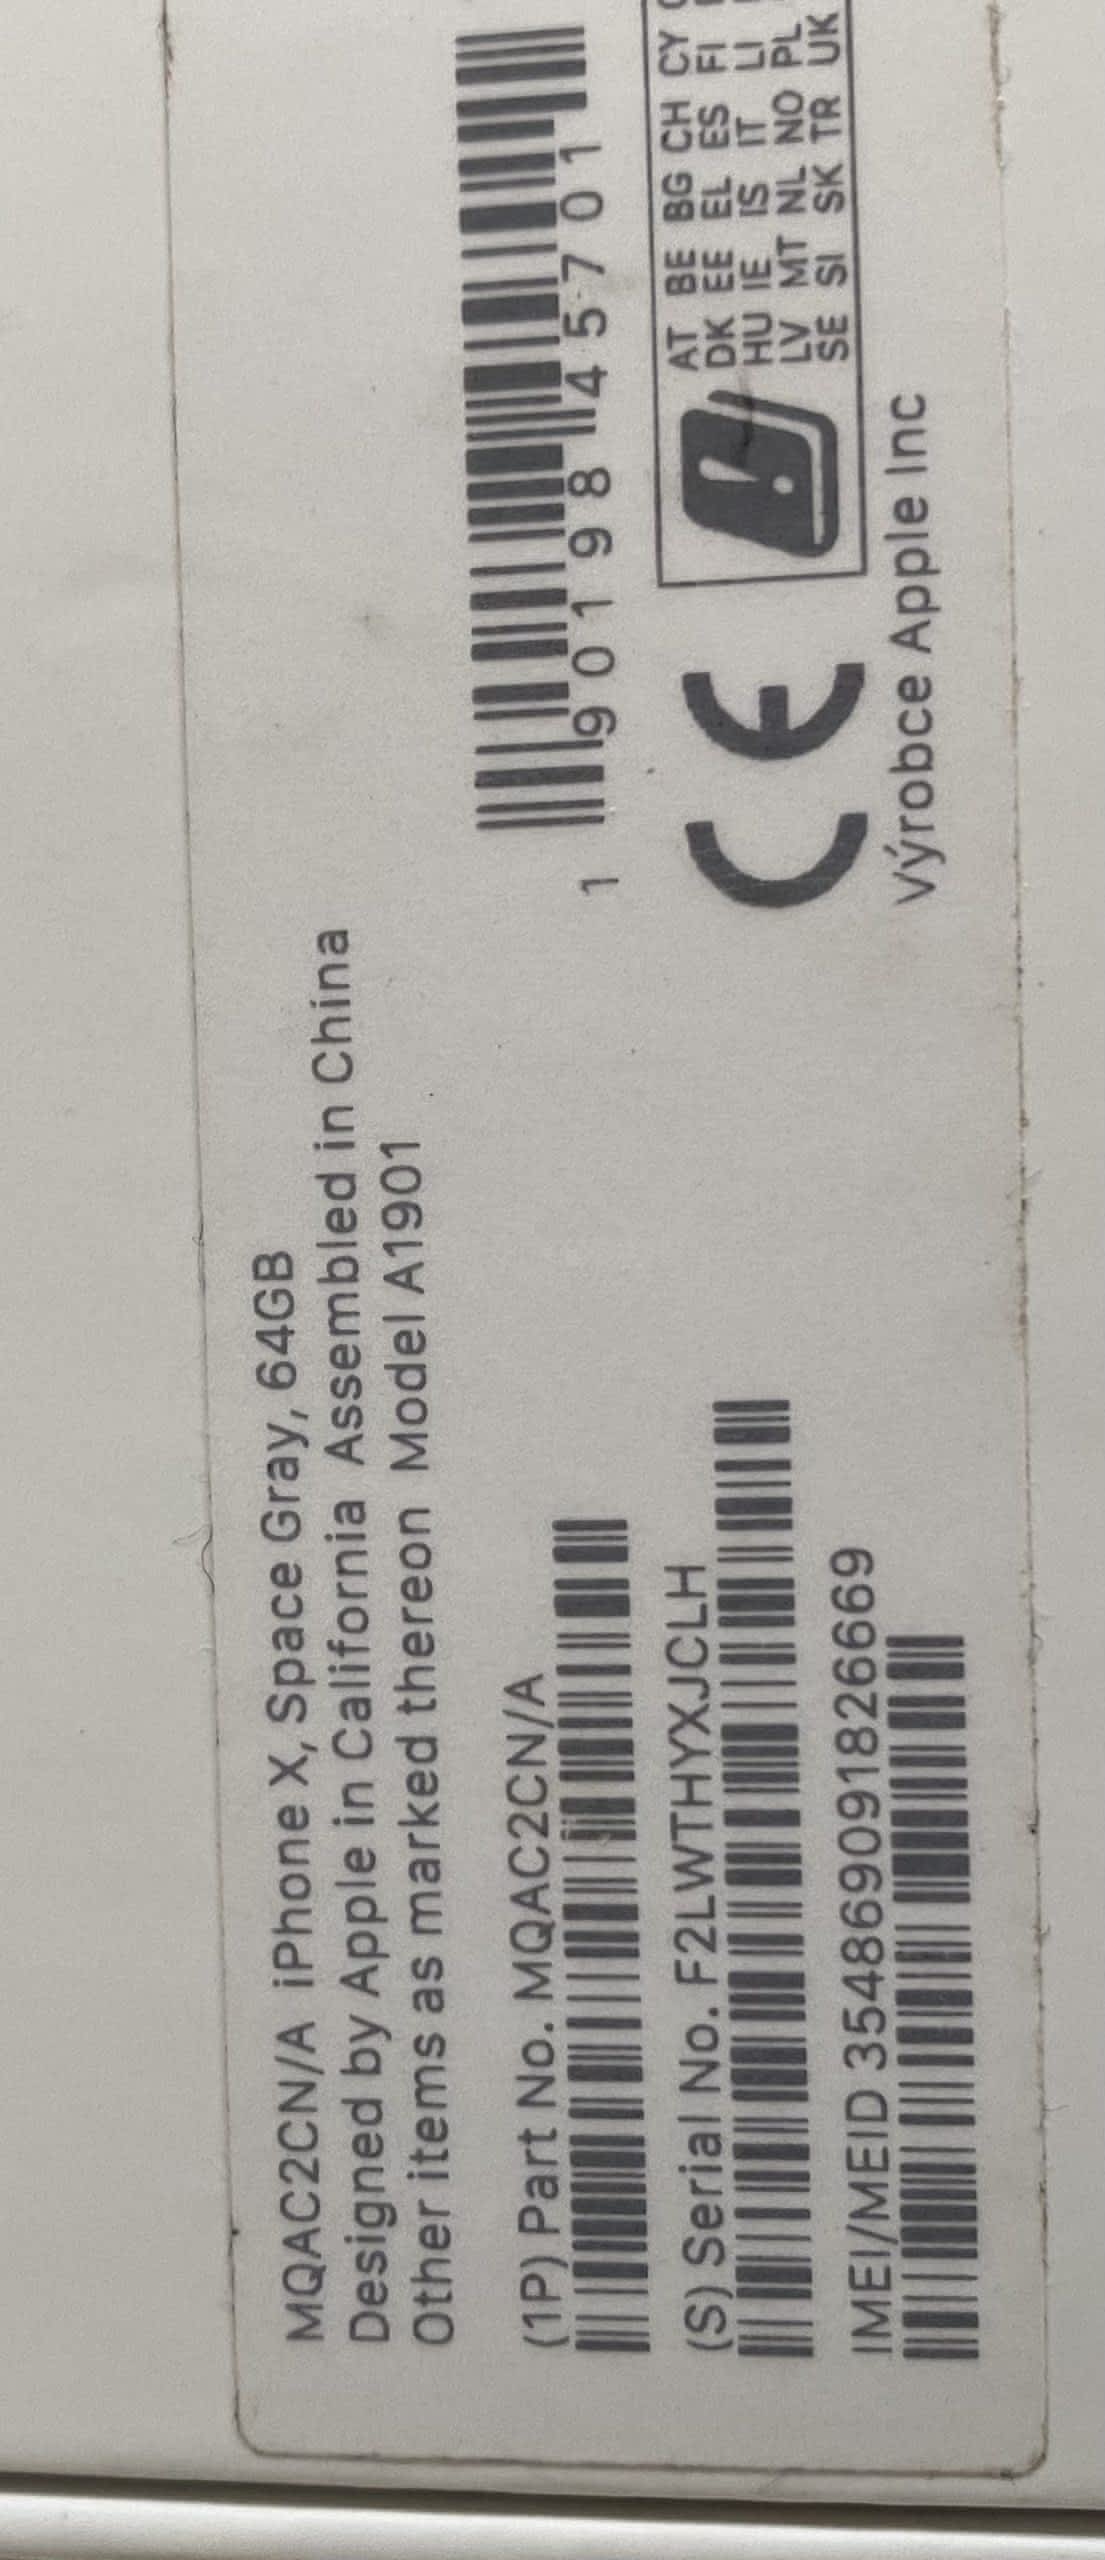 MQAC2CN/A iPhone X, Space Gray, 64GB
Designed by Apple in California Assembled in China
Other items as marked thereon Model A1901
(1P) Part No. MQAC2CN/A
(S) Serial No. F2LWTHYXJCLH
IMEI/MEID 354869091826669
1 90198 45701
AT BE BG CH CY
DK EE EL ES FI
HU IE IS IT LI
LV MT NL NO PL
SE SI SK TR UK
CE
Výrobce Apple Inc